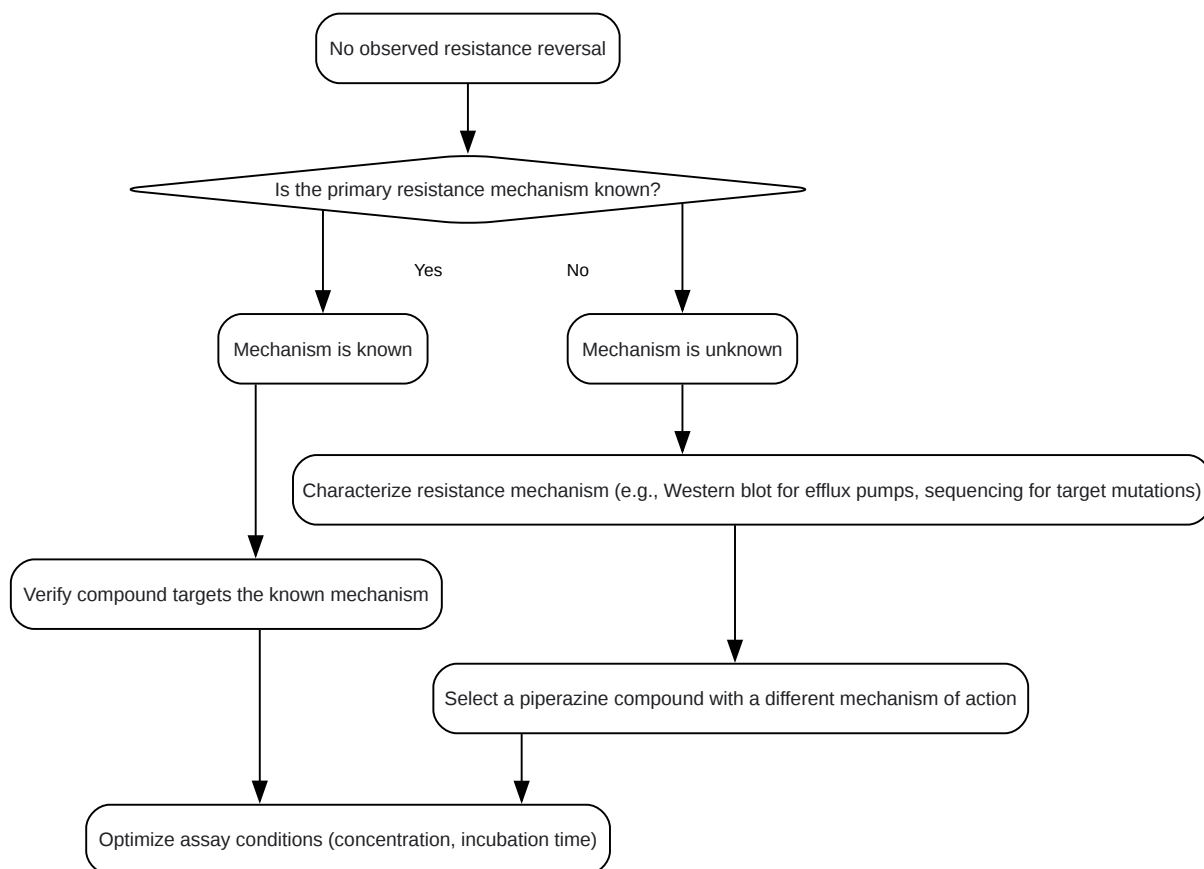 No observed resistance reversal
Is the primary resistance mechanism known?
Yes
No
Mechanism is known
Mechanism is unknown
Characterize resistance mechanism (e.g., Western blot for efflux pumps, sequencing for target mutations)
Verify compound targets the known mechanism
Select a piperazine compound with a different mechanism of action
Optimize assay conditions (concentration, incubation time)